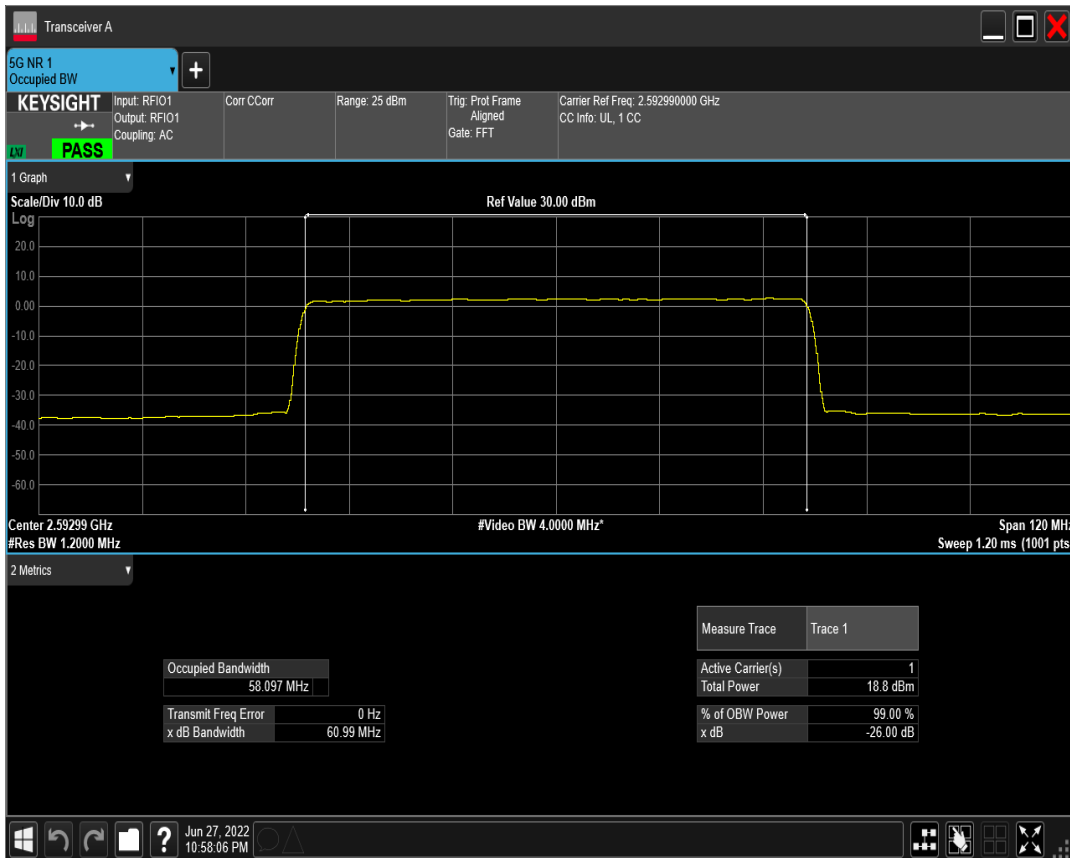 Transceiver A
5G NR 1
Occupied BW
+
KEYSIGHT
LXI
PASS
Input: RFIO1
Output: RFIO1
Coupling: AC
Corr CCorr
Range: 25 dBm
Trig: Prot Frame
Aligned
Gate: FFT
Carrier Ref Freq: 2.592990000 GHz
CC Info: UL, 1 CC
1 Graph
Scale/Div 10.0 dB
Ref Value 30.00 dBm
Log
20.0
10.0
0.00
-10.0
-20.0
-30.0
-40.0
-50.0
-60.0
Center 2.59299 GHz
#Video BW 4.0000 MHz*
Span 120 MHz
#Res BW 1.2000 MHz
Sweep 1.20 ms (1001 pts
2 Metrics
Measure Trace Trace 1
Occupied Bandwidth
58.097 MHz
Active Carrier(s) 1
Total Power 18.8 dBm
Transmit Freq Error 0 Hz
x dB Bandwidth 60.99 MHz
% of OBW Power 99.00 %
x dB -26.00 dB
?
Jun 27, 2022
10:58:06 PM